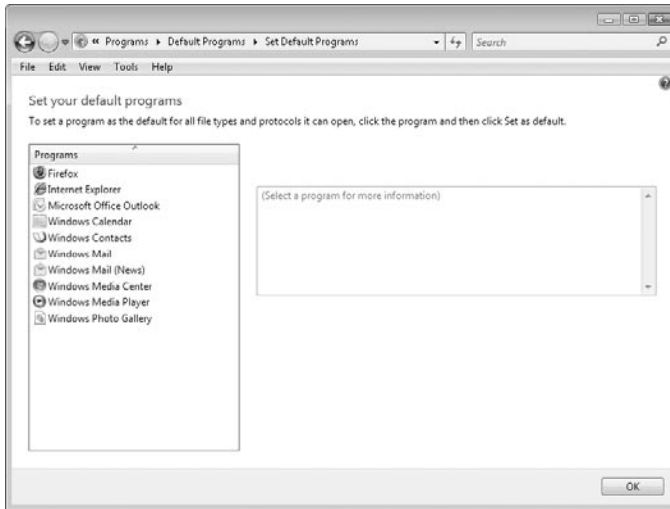 « Programs ▸ Default Programs ▸ Set Default Programs Search
File Edit View Tools Help
Set your default programs
To set a program as the default for all file types and protocols it can open, click the program and then click Set as default.
Programs
Firefox
Internet Explorer
Microsoft Office Outlook
Windows Calendar
Windows Contacts
Windows Mail
Windows Mail (News)
Windows Media Center
Windows Media Player
Windows Photo Gallery
(Select a program for more information)
OK